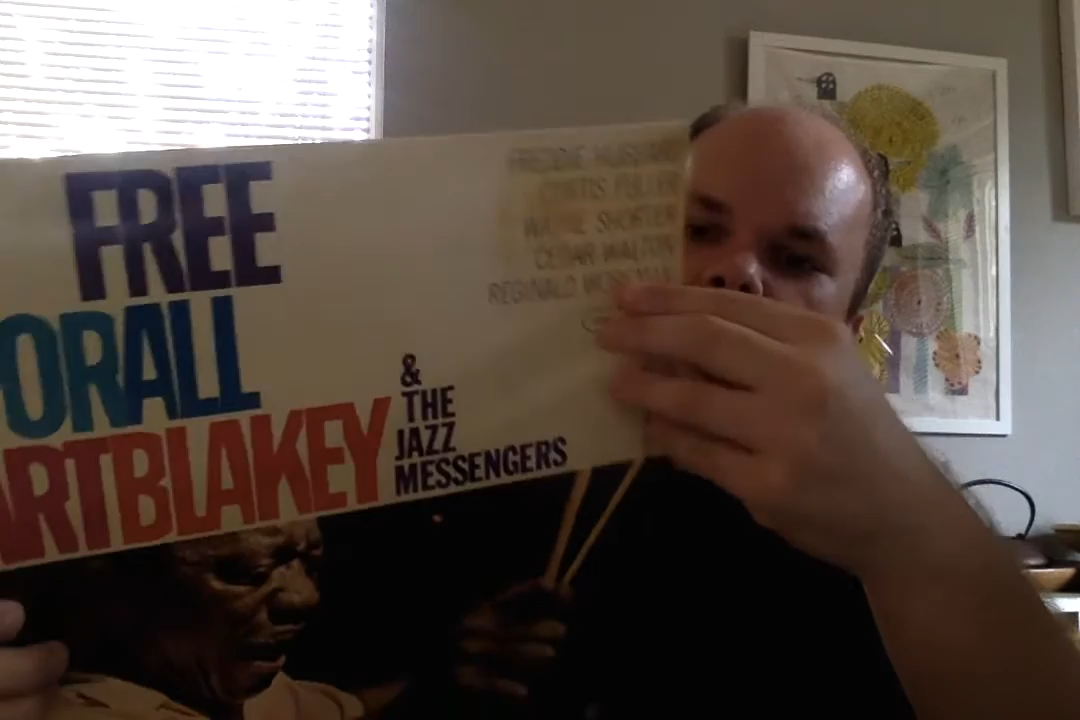 FREE
ORALL
ARTBLAKEY
& THE JAZZ MESSENGERS
FREDDIE HUBBARD
CURTIS FULLER
WAYNE SHORTER
CEDAR WALTON
REGINALD WORKMAN